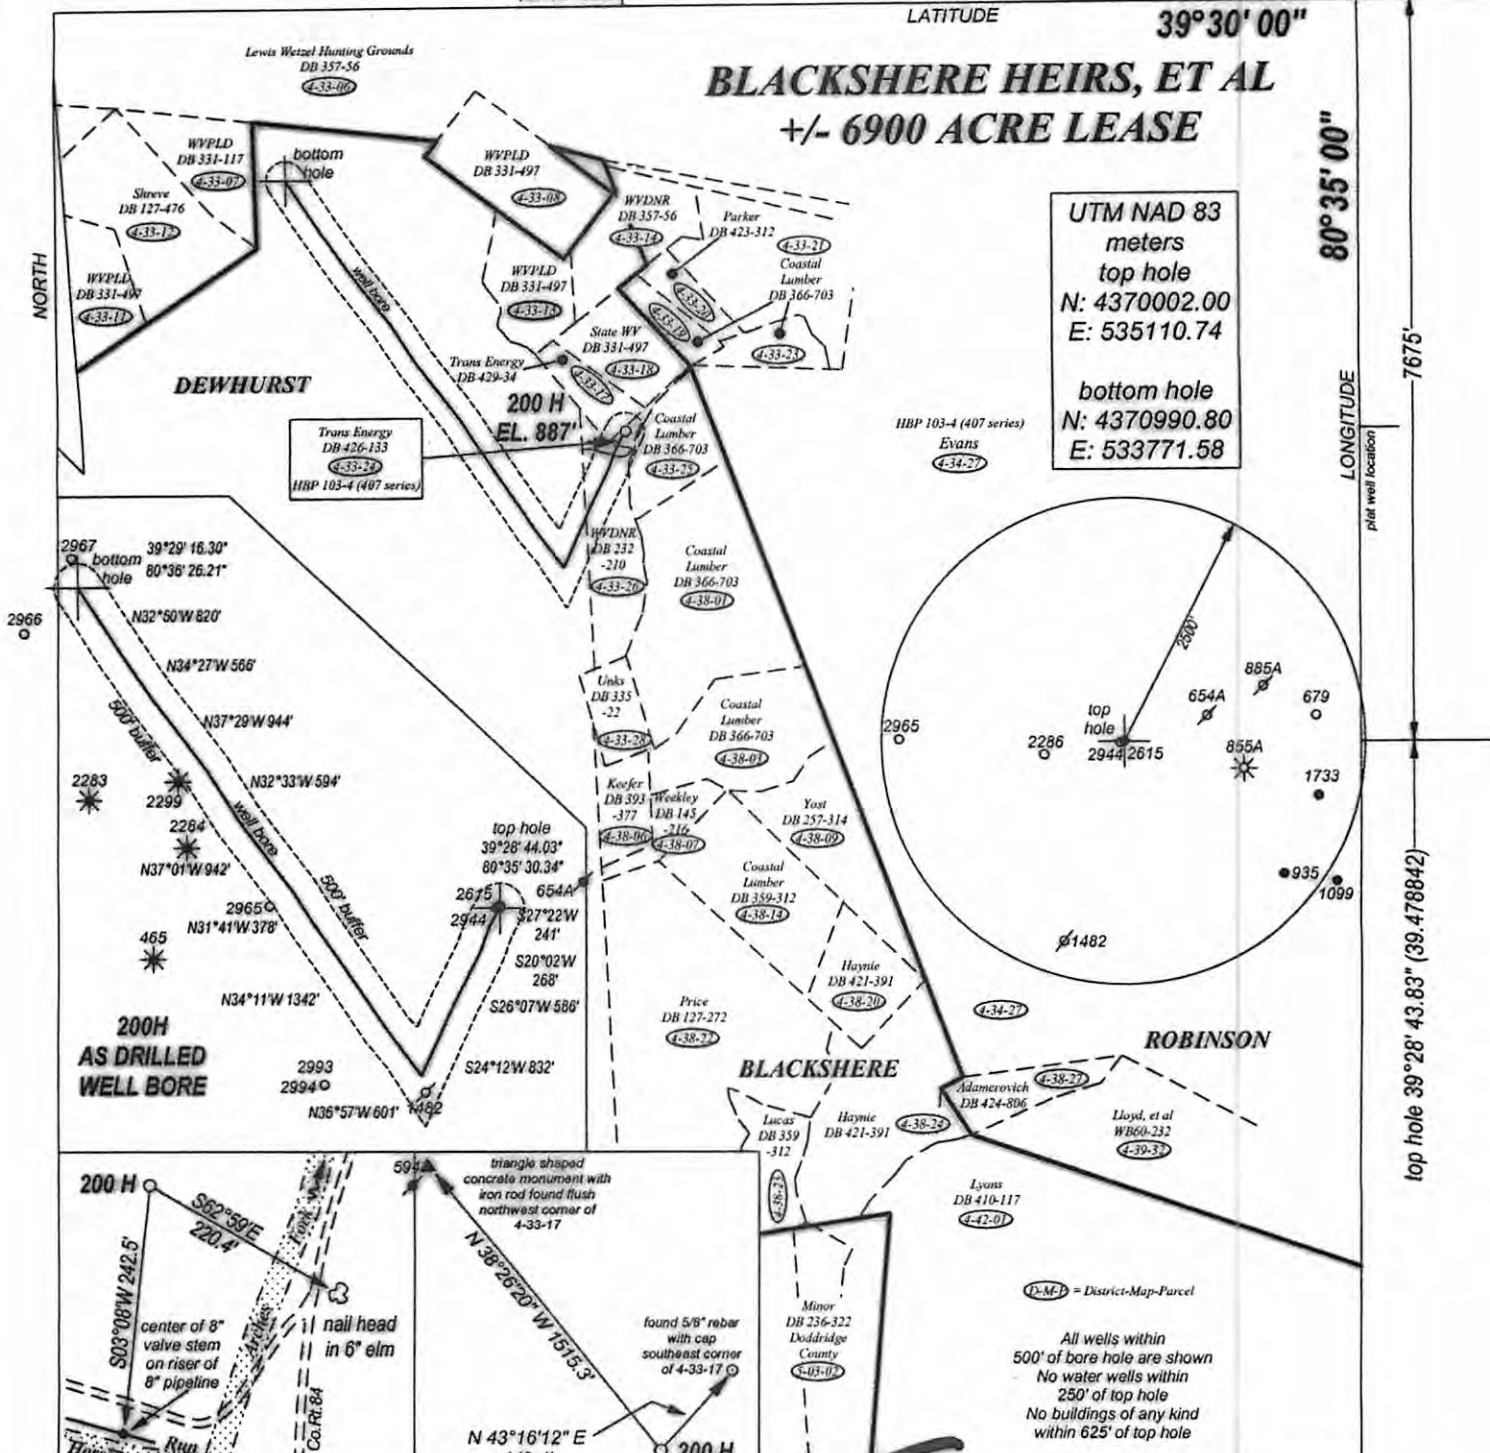 LATITUDE
39°30' 00"
BLACKSHERE HEIRS, ET AL
+/- 6900 ACRE LEASE
80°35' 00"
LONGITUDE
7675'
plat well location
top hole 39°28' 43.83" (39.478842)
NORTH
UTM NAD 83
meters
top hole
N: 4370002.00
E: 535110.74
bottom hole
N: 4370990.80
E: 533771.58
Lewis Wetzel Hunting Grounds
DB 357-56
4-33-06
WVPLD
DB 331-117
4-33-07
bottom
hole
Shreve
DB 127-476
4-33-12
WVPLD
DB 331-497
4-33-11
WVPLD
DB 331-497
4-33-08
WVDNR
DB 357-56
4-33-14
Parker
DB 423-312
4-33-21
Coastal
Lumber
DB 366-703
4-33-20
4-33-19
4-33-23
WVPLD
DB 331-497
4-33-13
State WV
DB 331-497
4-33-18
Trans Energy
DB 429-34
4-33-17
well bore
DEWHURST
200 H
EL. 887'
Trans Energy
DB 426-133
4-33-24
HBP 103-4 (407 series)
Coastal
Lumber
DB 366-703
4-33-25
HBP 103-4 (407 series)
Evans
4-34-27
WVDNR
DB 232
-210
4-33-26
Coastal
Lumber
DB 366-703
4-38-01
Unks
DB 335
-22
4-33-28
Coastal
Lumber
DB 366-703
4-38-03
Keefer
DB 393
-377
4-38-06
Weekley
DB 145
-216
4-38-07
Yost
DB 257-314
4-38-09
Coastal
Lumber
DB 359-312
4-38-14
Haynie
DB 421-391
4-38-20
Price
DB 127-272
4-38-22
4-34-27
BLACKSHERE
ROBINSON
Adamerovich
DB 424-806
4-38-27
Lucas
DB 359
-312
4-38-23
Haynie
DB 421-391
4-38-24
Lloyd, et al
WB60-232
4-39-32
Lyons
DB 410-117
4-42-01
Minor
DB 236-322
Doddridge
County
5-03-02
2500'
885A
654A
679
2965
2286
top
hole
2944
2615
855A
1733
935
1099
1482
2967
bottom
hole
39°29' 16.30"
80°36' 26.21"
2966
N32°50'W 820'
N34°27'W 566'
N37°29'W 944'
500' buffer
N32°33'W 594'
2283
2299
2284
well bore
N37°01'W 942'
top hole
39°28' 44.03"
80°35' 30.34"
500' buffer
2615
2944
654A
2965
N31°41'W 378'
S27°22'W
241'
465
S20°02'W
268'
N34°11'W 1342'
S26°07'W 586'
200H
AS DRILLED
WELL BORE
2993
2994
S24°12'W 832'
N36°57'W 601'
1482
200 H
S62°59'E
220.4'
S03°08'W 242.5'
Arches
Fork
center of 8"
valve stem
on riser of
8" pipeline
nail head
in 6" elm
Run
Co.Rt.84
594
triangle shaped
concrete monument with
iron rod found flush
northwest corner of
4-33-17
N 38°26'20" W 1515.3'
found 5/8" rebar
with cap
southeast corner
of 4-33-17
N 43°16'12" E
200 H
D-M-P = District-Map-Parcel
All wells within
500' of bore hole are shown
No water wells within
250' of top hole
No buildings of any kind
within 625' of top hole